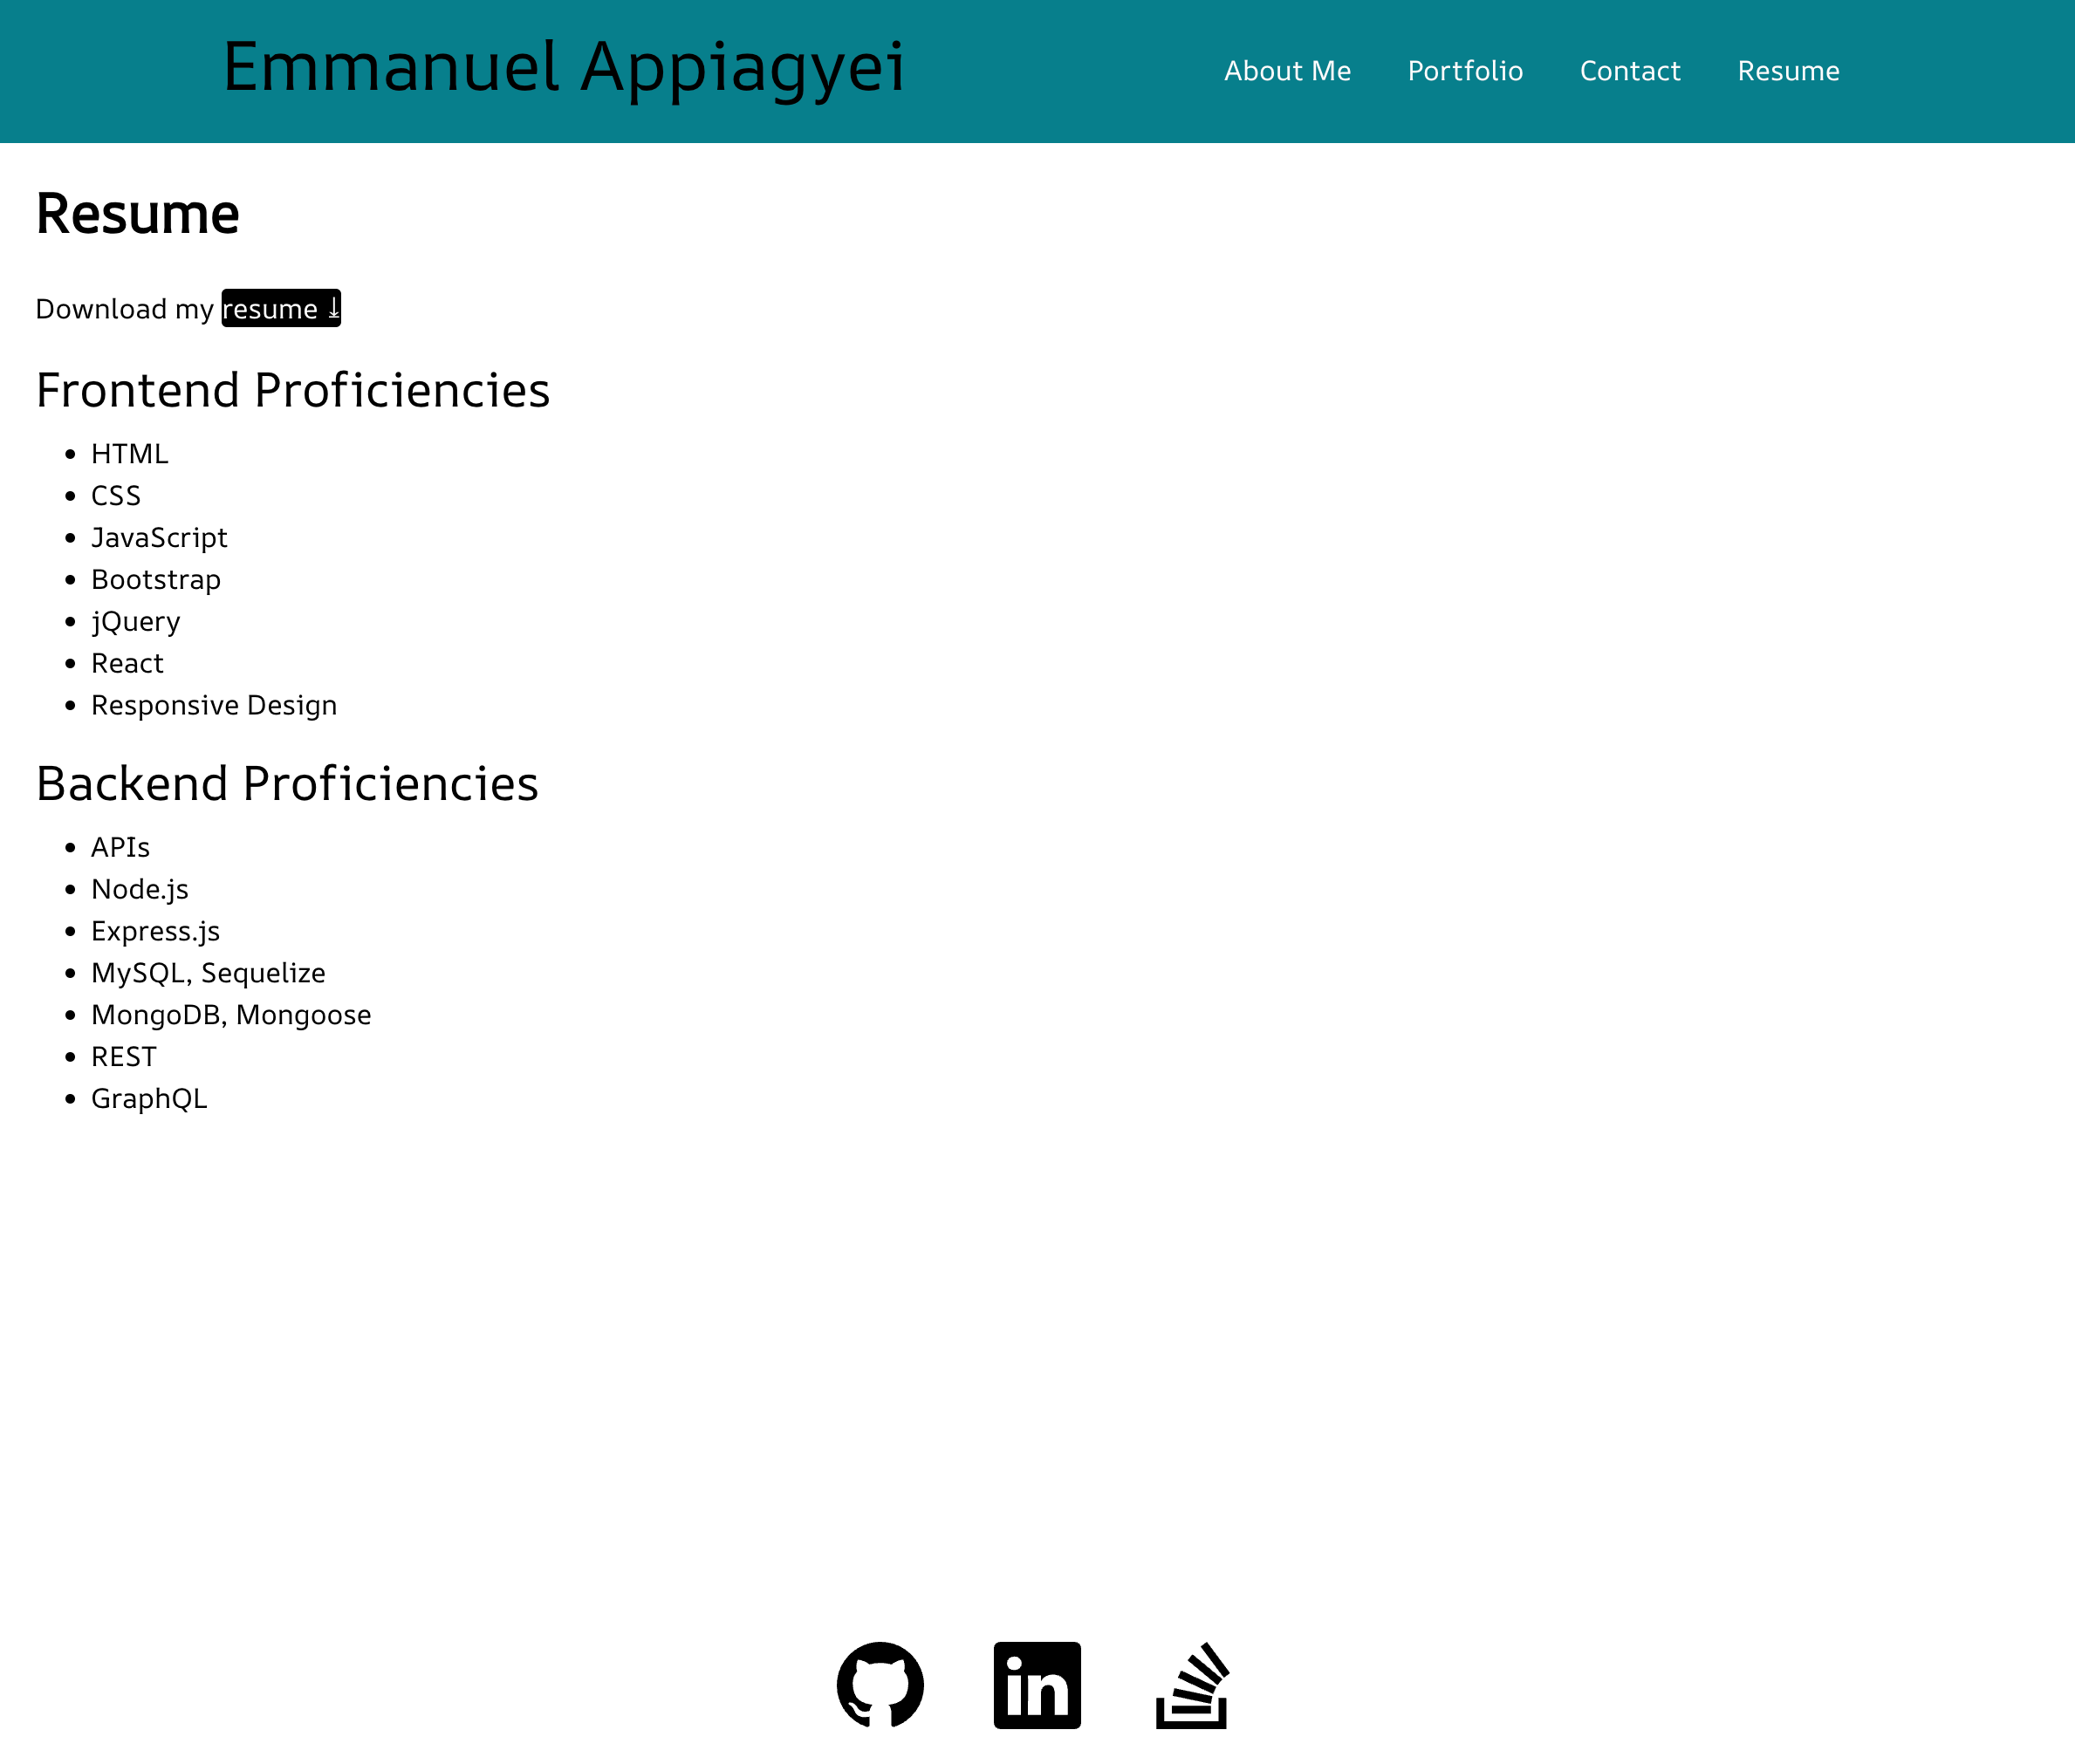 Emmanuel Appiagyei
About Me Portfolio Contact Resume
Resume
Download my resume ↓
Frontend Proficiencies
HTML
CSS
JavaScript
Bootstrap
jQuery
React
Responsive Design
Backend Proficiencies
APIs
Node.js
Express.js
MySQL, Sequelize
MongoDB, Mongoose
REST
GraphQL
in